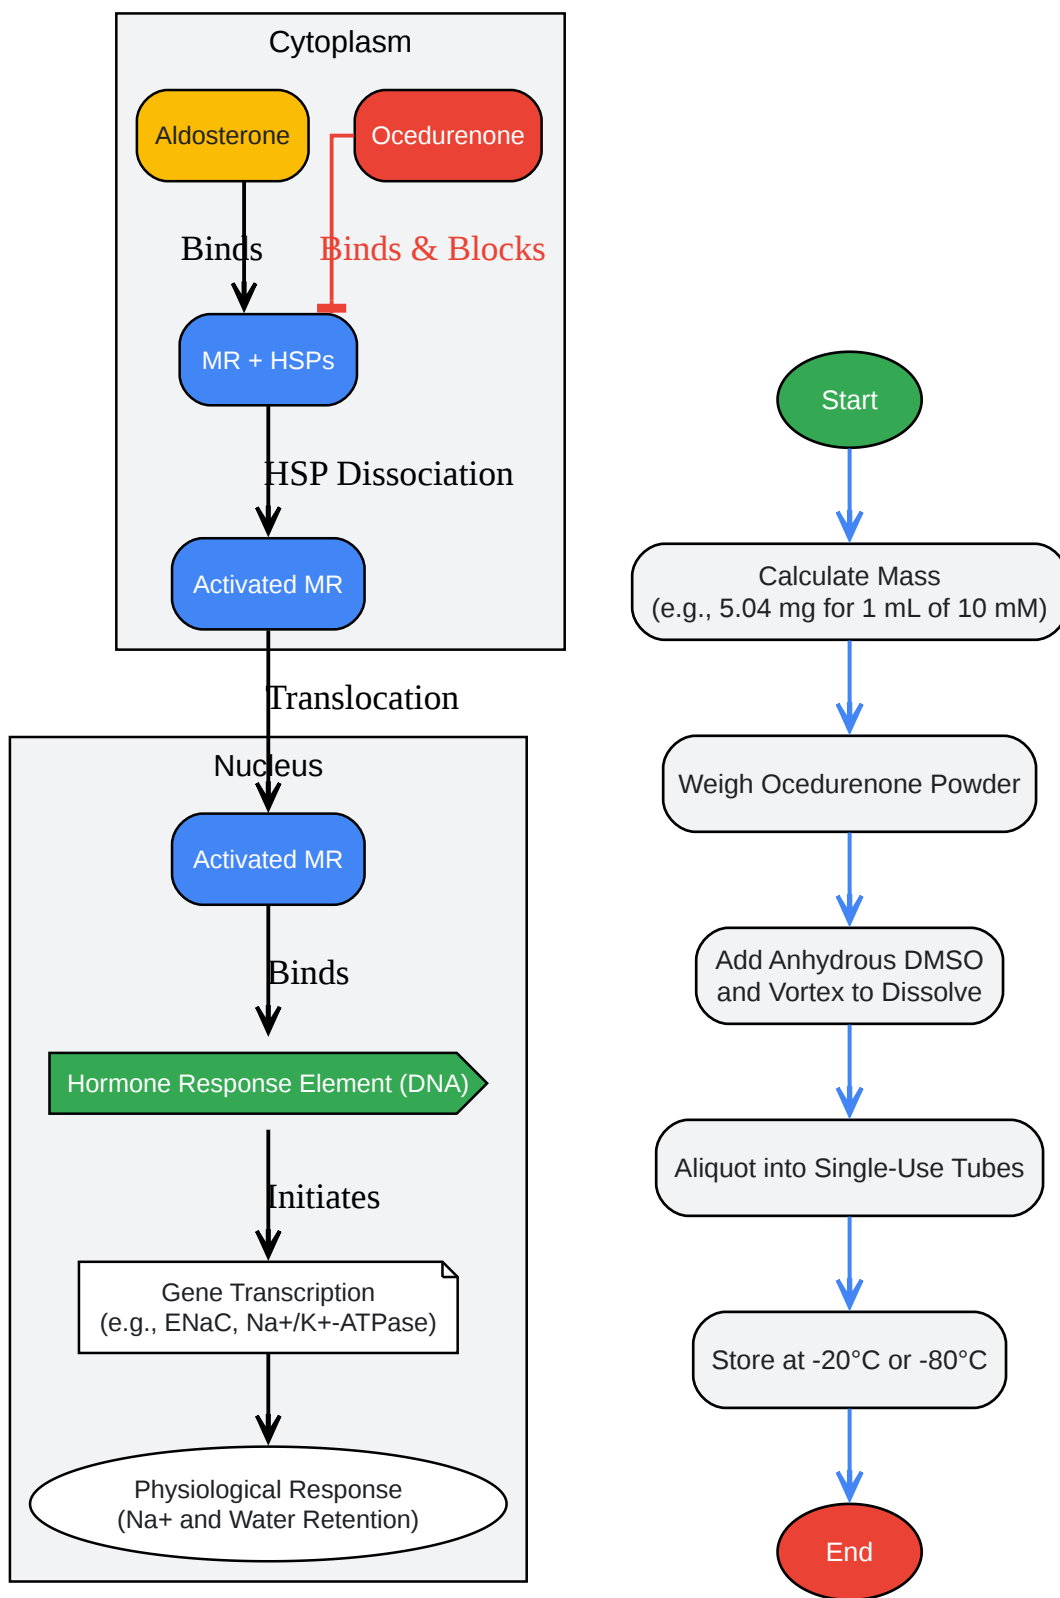 Cytoplasm
Aldosterone
Ocedurenone
Binds
Binds & Blocks
MR + HSPs
HSP Dissociation
Activated MR
Translocation
Nucleus
Activated MR
Binds
Hormone Response Element (DNA)
Initiates
Gene Transcription
(e.g., ENaC, Na+/K+-ATPase)
Physiological Response
(Na+ and Water Retention)
Start
Calculate Mass
(e.g., 5.04 mg for 1 mL of 10 mM)
Weigh Ocedurenone Powder
Add Anhydrous DMSO
and Vortex to Dissolve
Aliquot into Single-Use Tubes
Store at -20°C or -80°C
End